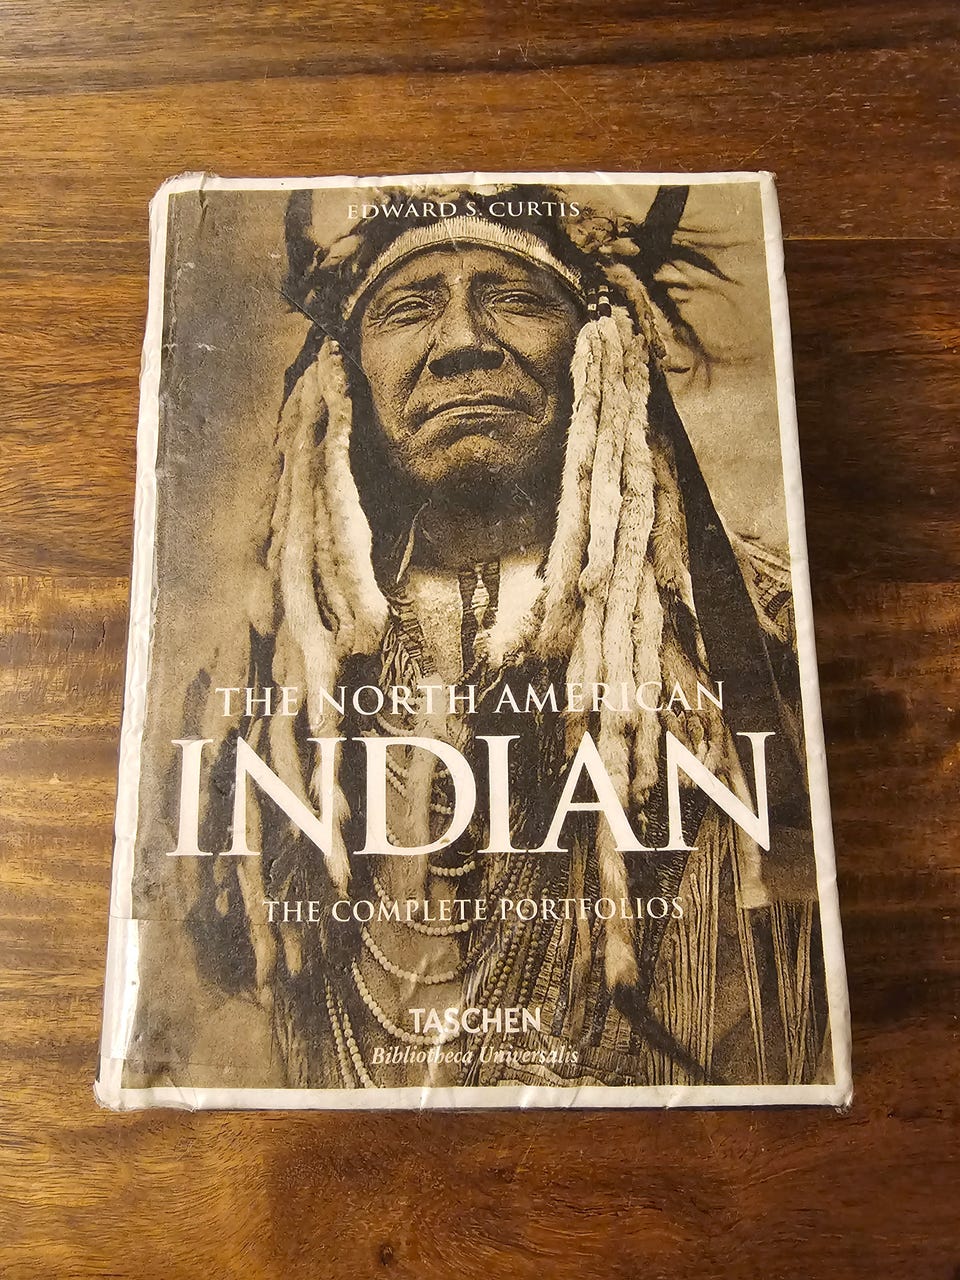 EDWARD S. CURTIS
THE NORTH AMERICAN
INDIAN
THE COMPLETE PORTFOLIOS
TASCHEN
Bibliotheca Universalis